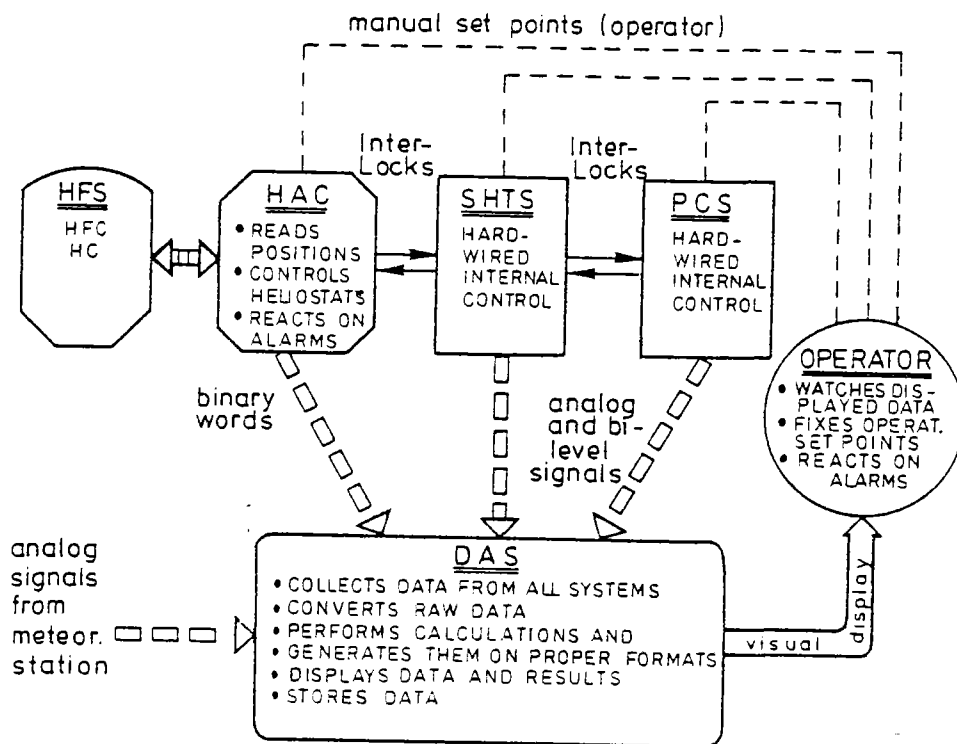 manual set points (operator)
Inter-
Locks
Inter-
Locks
HFS
HFC
HC
HAC
• READS
POSITIONS
• CONTROLS
HELIOSTATS
• REACTS ON
ALARMS
SHTS
HARD-
WIRED
INTERNAL
CONTROL
PCS
HARD-
WIRED
INTERNAL
CONTROL
OPERATOR
• WATCHES DIS-
PLAYED DATA
• FIXES OPERAT.
SET POINTS
• REACTS ON
ALARMS
binary
words
analog
and bi-
level
signals
analog
signals
from
meteor.
station
DAS
• COLLECTS DATA FROM ALL SYSTEMS
• CONVERTS RAW DATA
• PERFORMS CALCULATIONS AND
• GENERATES THEM ON PROPER FORMATS
• DISPLAYS DATA AND RESULTS
• STORES DATA
visual
display